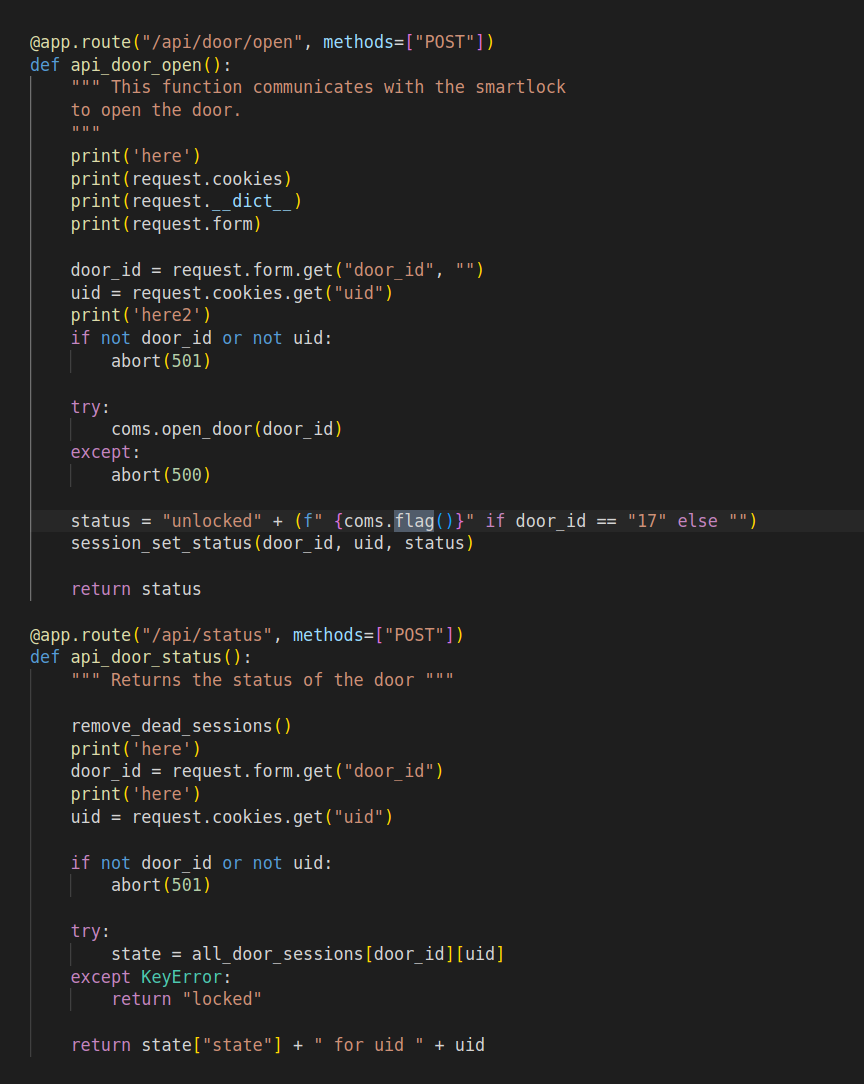 @app.route("/api/door/open", methods=["POST"])
def api_door_open():
    """ This function communicates with the smartlock
    to open the door.
    """
    print('here')
    print(request.cookies)
    print(request.__dict__)
    print(request.form)

    door_id = request.form.get("door_id", "")
    uid = request.cookies.get("uid")
    print('here2')
    if not door_id or not uid:
        abort(501)

    try:
        coms.open_door(door_id)
    except:
        abort(500)

    status = "unlocked" + (f" {coms.flag()}" if door_id == "17" else "")
    session_set_status(door_id, uid, status)

    return status

@app.route("/api/status", methods=["POST"])
def api_door_status():
    """ Returns the status of the door """

    remove_dead_sessions()
    print('here')
    door_id = request.form.get("door_id")
    print('here')
    uid = request.cookies.get("uid")

    if not door_id or not uid:
        abort(501)

    try:
        state = all_door_sessions[door_id][uid]
    except KeyError:
        return "locked"

    return state["state"] + " for uid " + uid